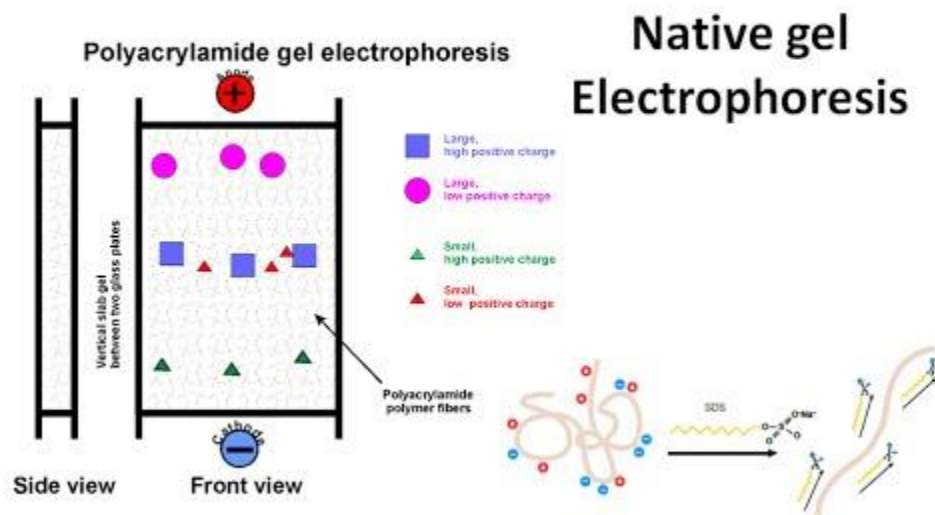 Native gel
Electrophoresis
Polyacrylamide gel electrophoresis
Anode
+
Large,
high positive charge
Large,
low positive charge
Small,
high positive charge
Small,
low positive charge
Vertical slab gel
between two glass plates
Polyacrylamide
polymer fibers
Cathode
−
Side view
Front view
SDS
O
S
O
O⁻Na⁺
O